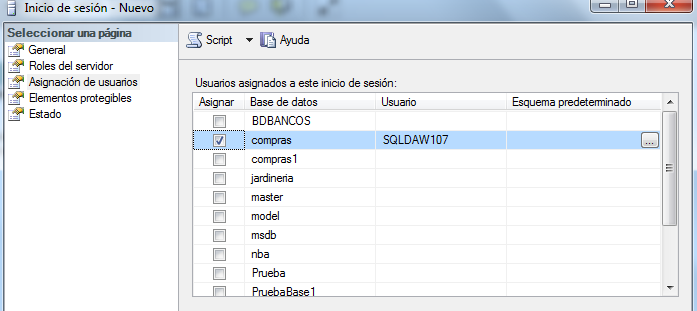 Inicio de sesión - Nuevo
Seleccionar una página
General
Roles del servidor
Asignación de usuarios
Elementos protegibles
Estado
Script
Ayuda
Usuarios asignados a este inicio de sesión:
Asignar Base de datos Usuario Esquema predeterminado
BDBANCOS
compras SQLDAW107 ...
compras1
jardineria
master
model
msdb
nba
Prueba
PruebaBase1